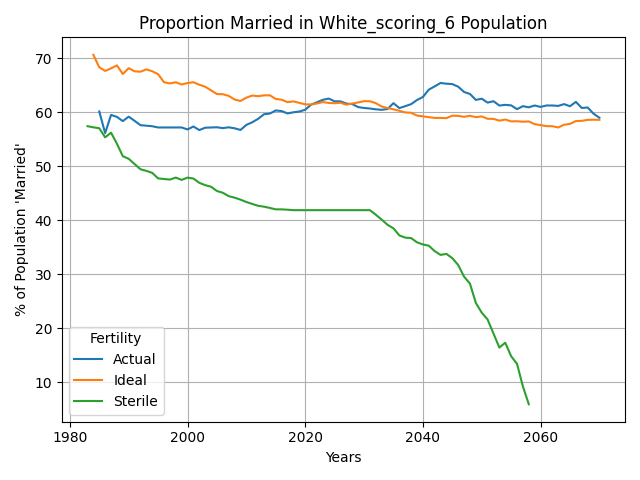 Proportion Married in White_scoring_6 Population
% of Population 'Married'
70
60
50
40
30
20
10
Fertility
Actual
Ideal
Sterile
1980
2000
2020
2040
2060
Years